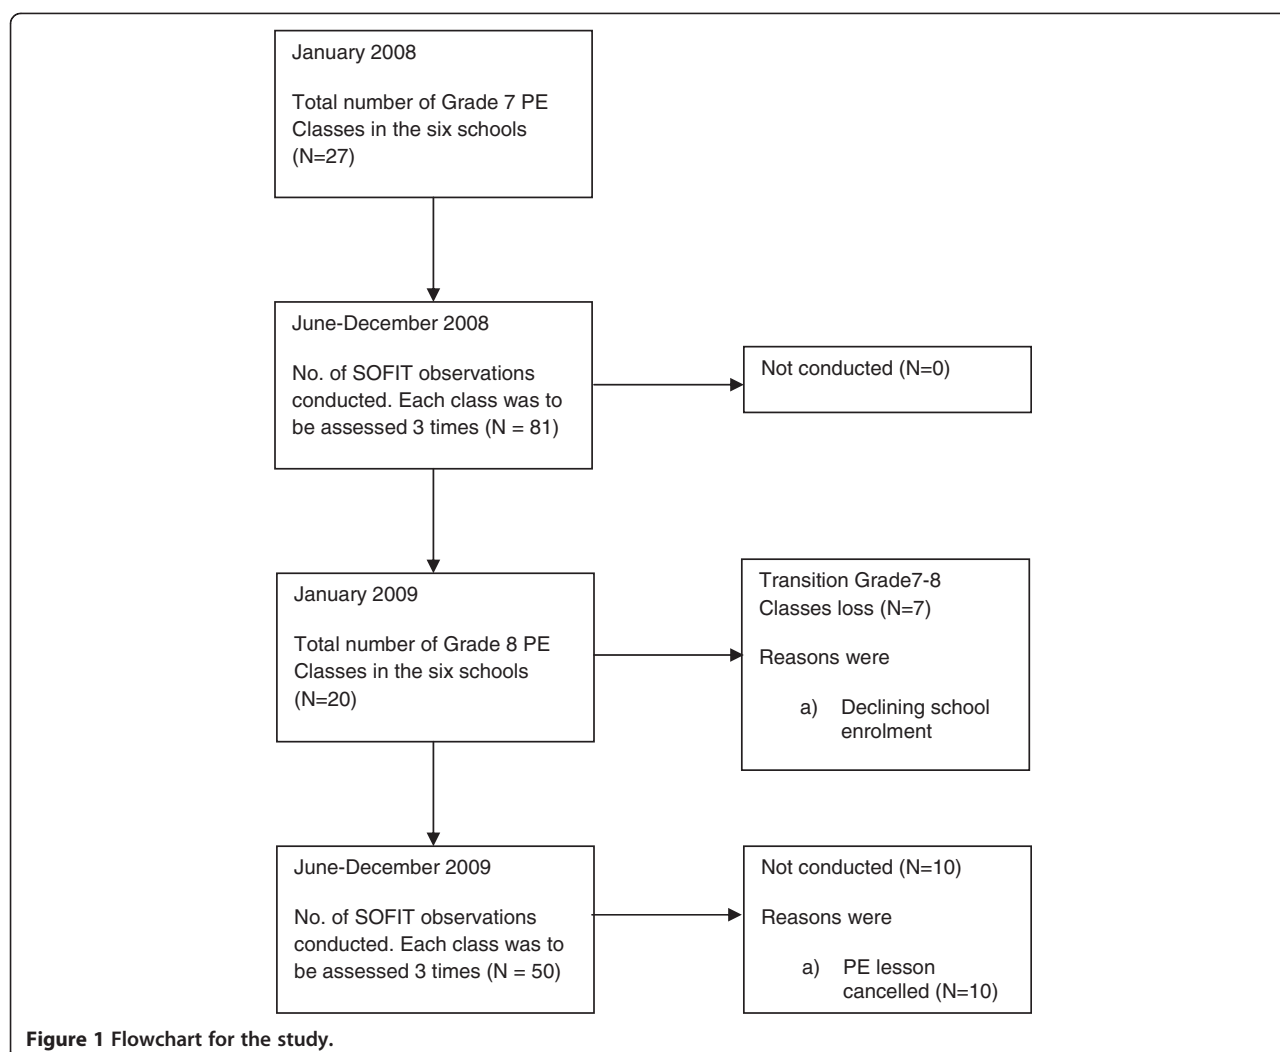 January 2008
Total number of Grade 7 PE
Classes in the six schools
(N=27)
June-December 2008
No. of SOFIT observations
conducted. Each class was to
be assessed 3 times (N = 81)
Not conducted (N=0)
January 2009
Total number of Grade 8 PE
Classes in the six schools
(N=20)
Transition Grade7-8
Classes loss (N=7)
Reasons were
a) Declining school
enrolment
June-December 2009
No. of SOFIT observations
conducted. Each class was to
be assessed 3 times (N = 50)
Not conducted (N=10)
Reasons were
a) PE lesson
cancelled (N=10)
Figure 1 Flowchart for the study.